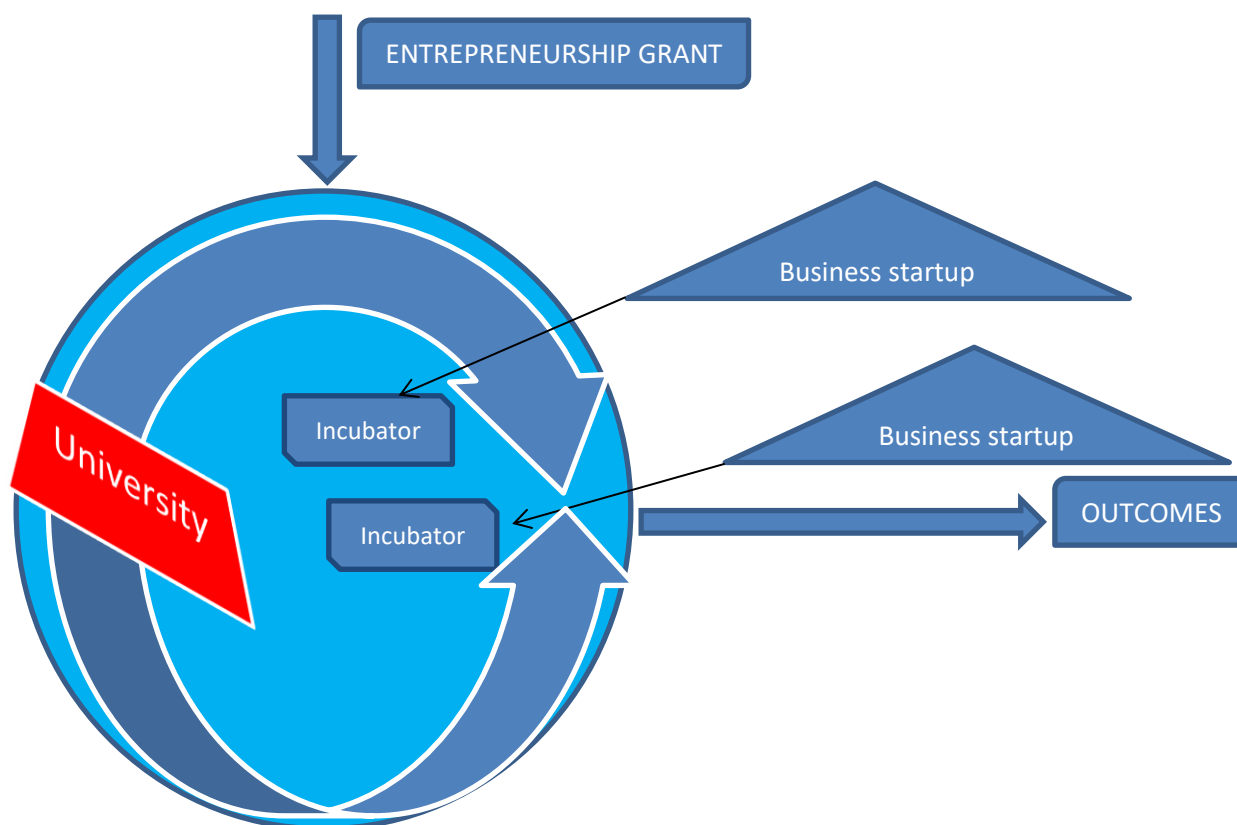 ENTREPRENEURSHIP GRANT
Business startup
Incubator
Business startup
University
Incubator
OUTCOMES